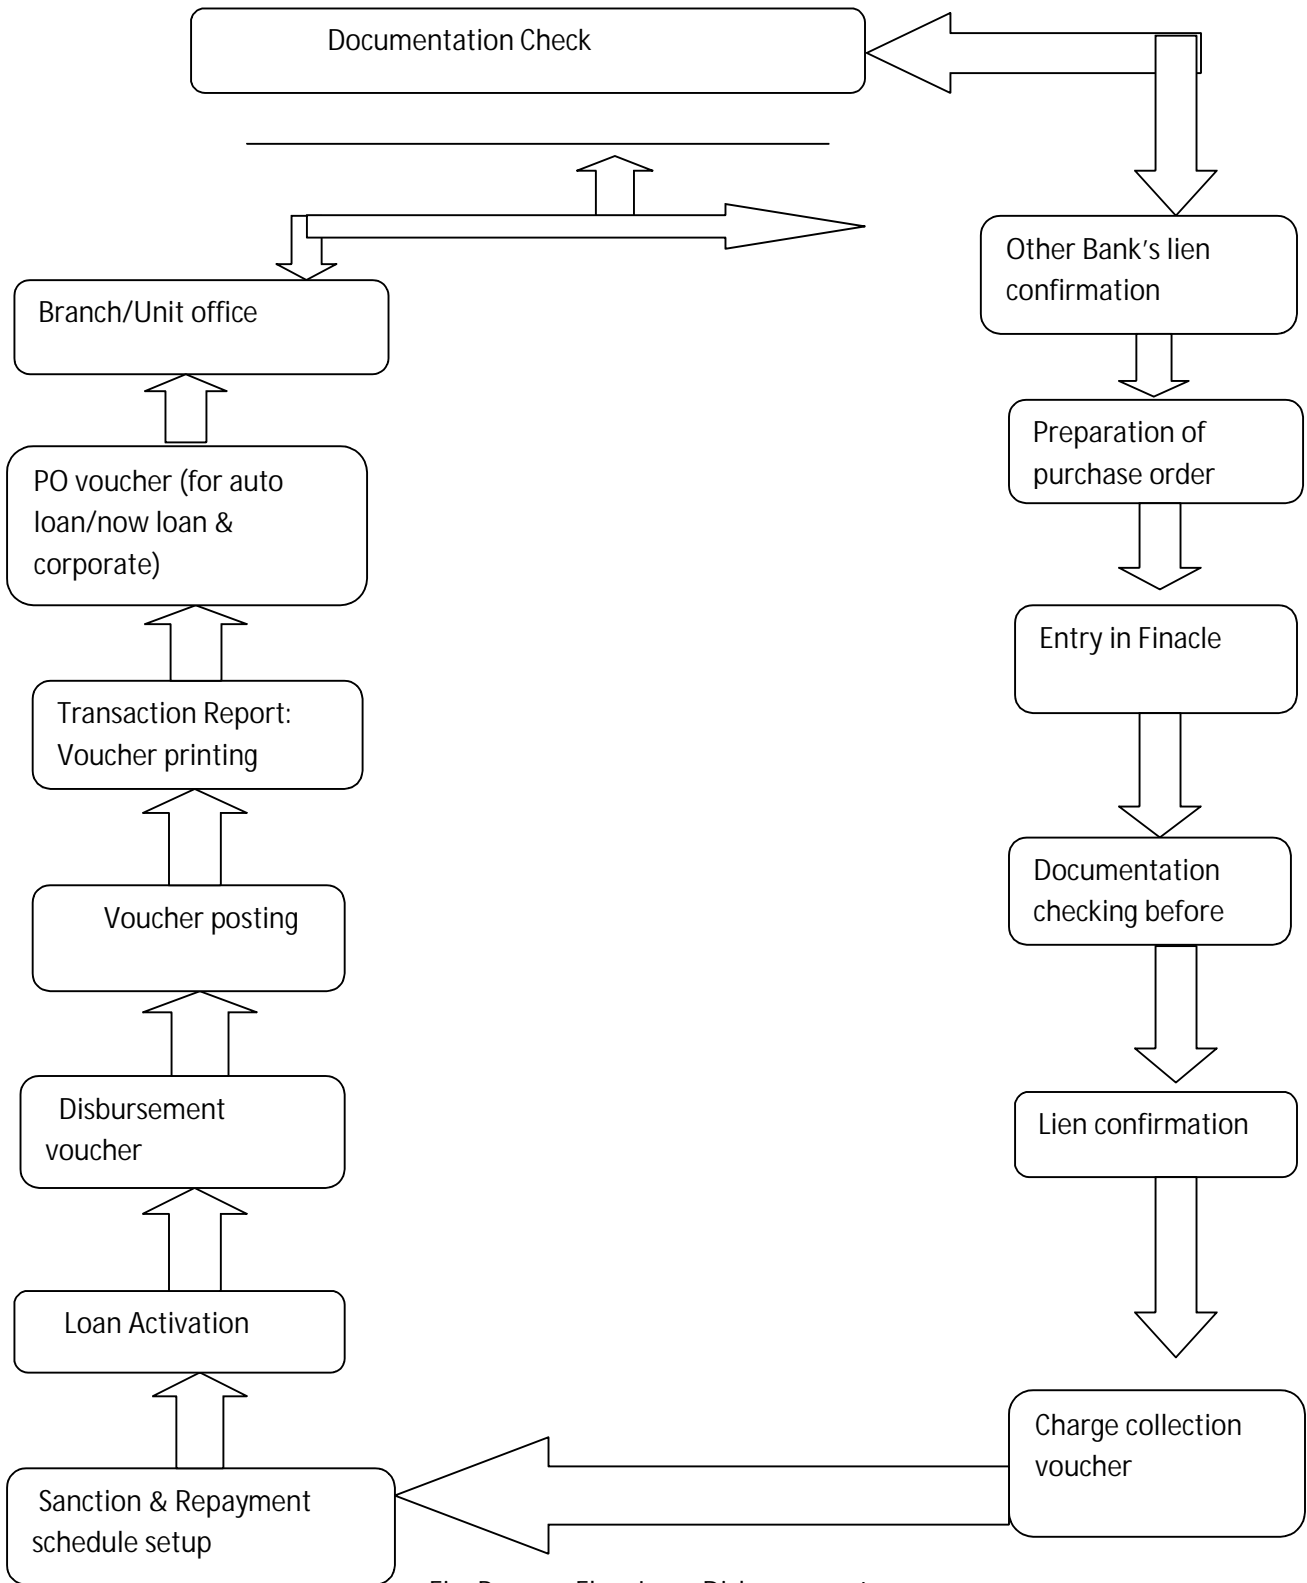 Documentation Check
Other Bank's lien
confirmation
Branch/Unit office
Preparation of
purchase order
PO voucher (for auto
loan/now loan &
corporate)
Entry in Finacle
Transaction Report:
Voucher printing
Documentation
checking before
Voucher posting
Disbursement
voucher
Lien confirmation
Loan Activation
Charge collection
voucher
Sanction & Repayment
schedule setup